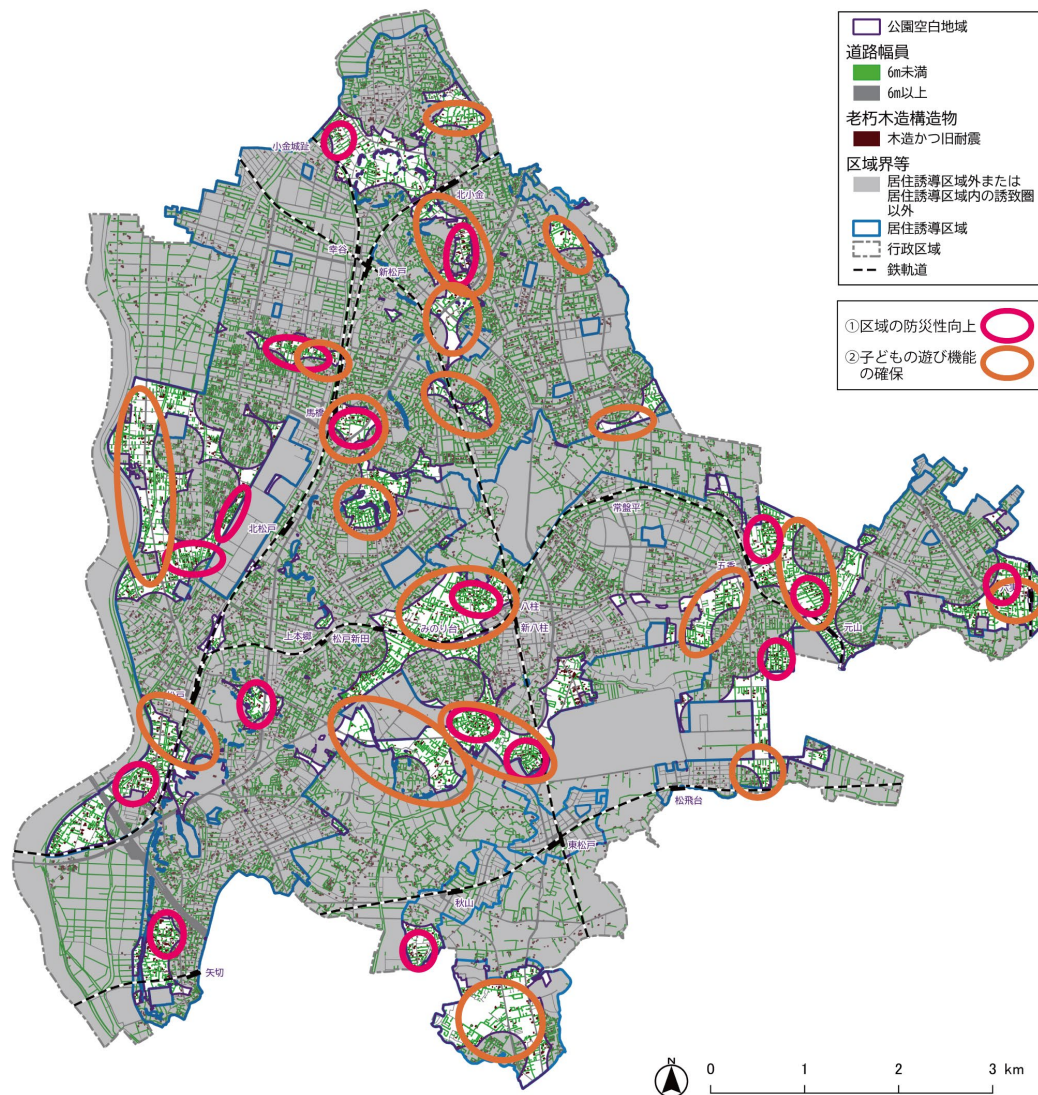 公園空白地域
道路幅員
6m未満
6m以上
老朽木造構造物
木造かつ旧耐震
区域界等
居住誘導区域外または
居住誘導区域内の誘致圏
以外
居住誘導区域
行政区域
鉄軌道
①区域の防災性向上
②子どもの遊び機能
の確保
小金城趾
北小金
幸谷
新松戸
馬橋
北松戸
常盤平
五香
八柱
みのり台
新八柱
上本郷
松戸新田
元山
松飛台
東松戸
秋山
矢切
N
0 1 2 3 km